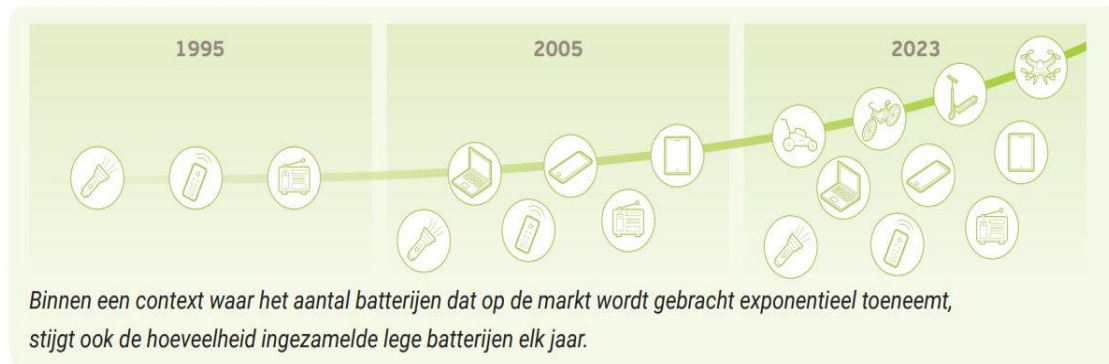 1995
2005
2023
Binnen een context waar het aantal batterijen dat op de markt wordt gebracht exponentieel toeneemt,
stijgt ook de hoeveelheid ingezamelde lege batterijen elk jaar.